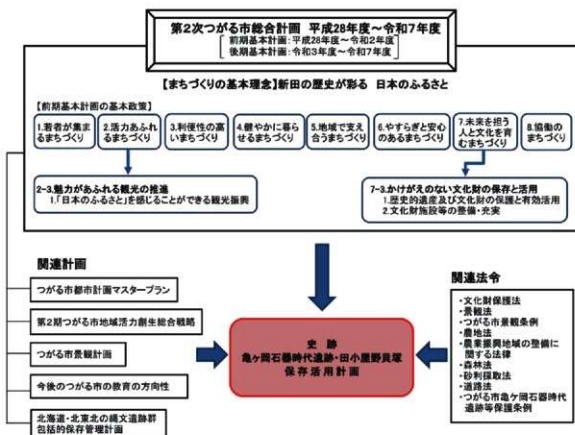 第2次つがる市総合計画 平成28年度～令和7年度
前期基本計画:平成28年度～令和2年度
後期基本計画:令和3年度～令和7年度
【まちづくりの基本理念】新田の歴史が彩る 日本のふるさと
【前期基本計画の基本政策】
1.若者が集ま
るまちづくり
2.活力あふれ
るまちづくり
3.利便性の高
いまちづくり
4.健やかに暮ら
せるまちづくり
5.地域で支え
合うまちづくり
6.やすらぎと安心
のあるまちづくり
7.未来を担う
人と文化を育
むまちづくり
8.協働の
まちづくり
2-3.魅力があふれる観光の推進
1.「日本のふるさと」を感じることができる観光振興
7-3.かけがえのない文化財の保存と活用
1.歴史的遺産及び文化財の保護と有効活用
2.文化財施設等の整備・充実
関連計画
つがる市都市計画マスタープラン
第2期つがる市地域活力創生総合戦略
つがる市景観計画
今後のつがる市の教育の方向性
北海道・北東北の縄文遺跡群
包括的保存管理計画
史 跡
亀ヶ岡石器時代遺跡・田小屋野貝塚
保存活用計画
関連法令
・文化財保護法
・景観法
・つがる市景観条例
・農地法
・農業振興地域の整備に
関する法律
・森林法
・砂利採取法
・道路法
・つがる市亀ヶ岡石器時代
遺跡等保護条例